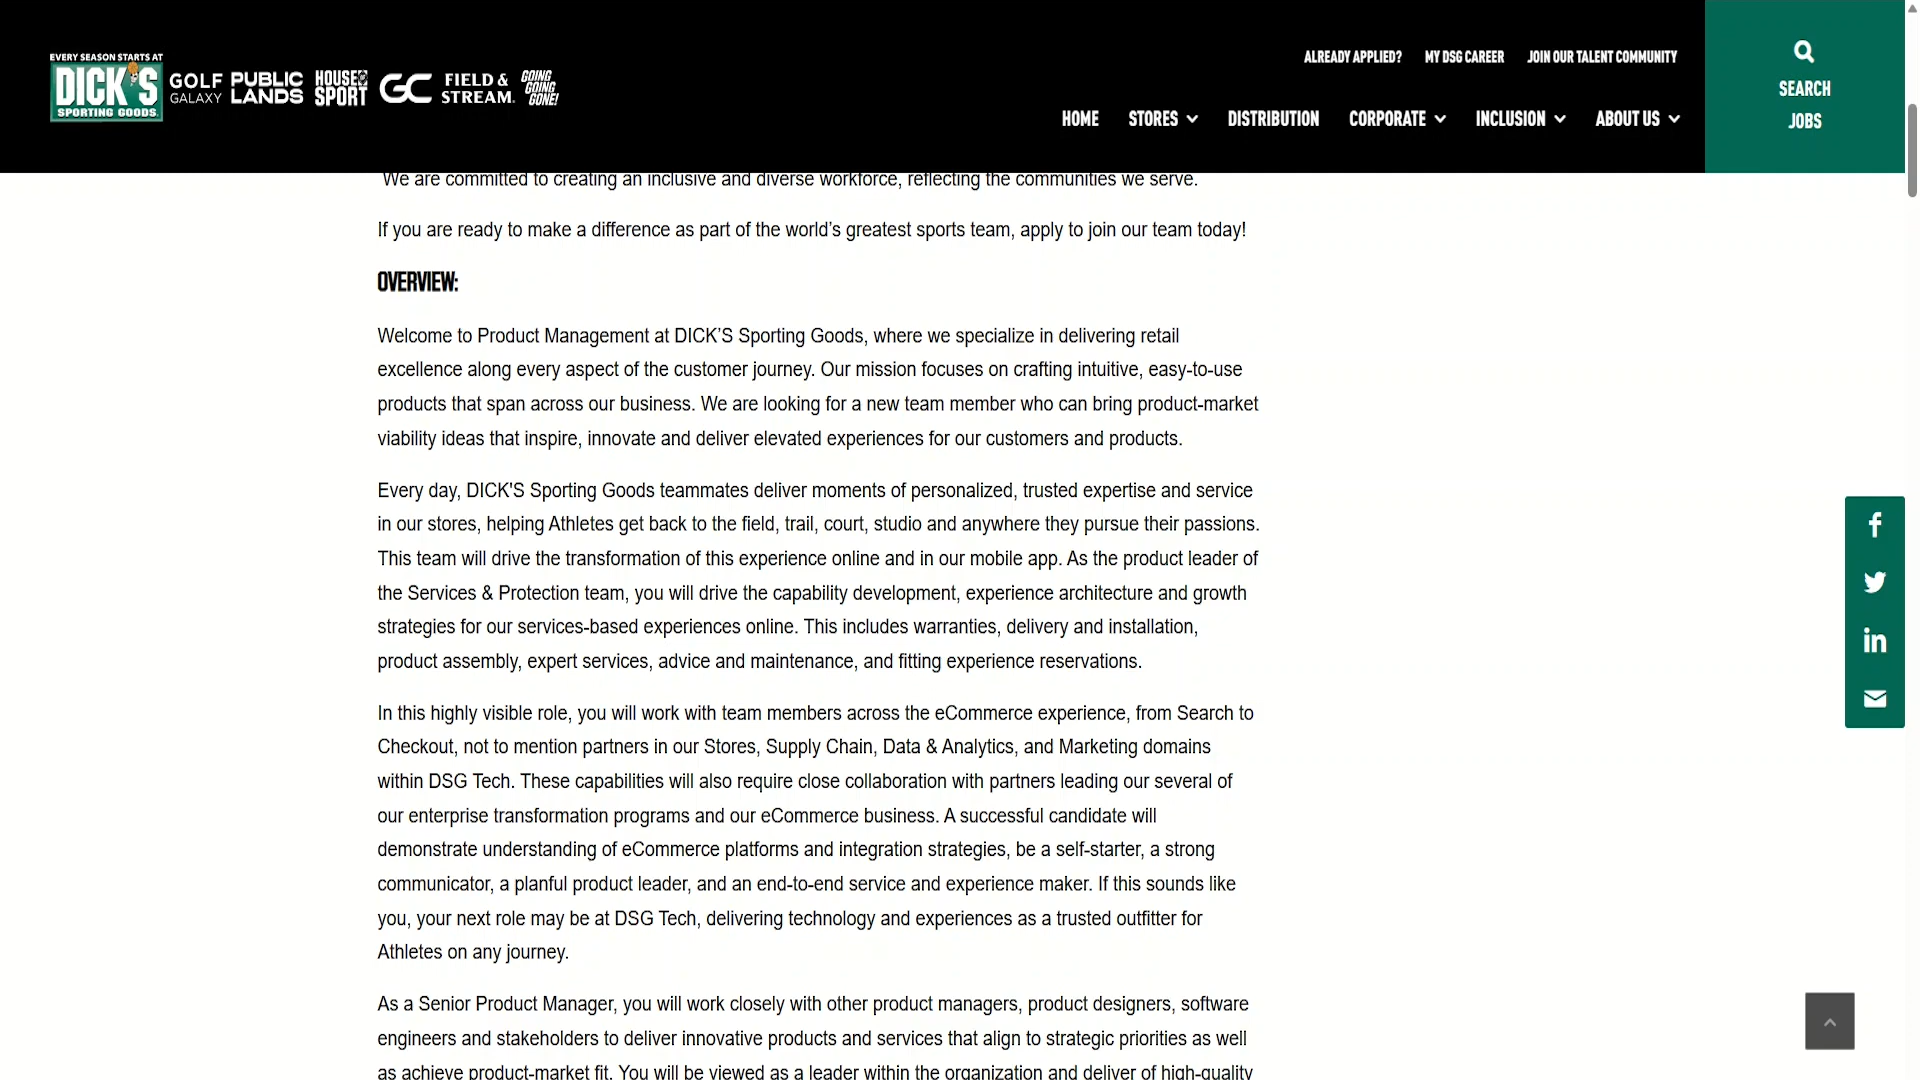 EVERY SEASON STARTS AT
DICK'S
SPORTING GOODS
GOLF
GALAXY
PUBLIC
LANDS
HOUSE OF
SPORT
GC
FIELD &
STREAM
GOING
GOING
GONE!
ALREADY APPLIED?
MY DSG CAREER
JOIN OUR TALENT COMMUNITY
HOME
STORES
DISTRIBUTION
CORPORATE
INCLUSION
ABOUT US
SEARCH
JOBS
We are committed to creating an inclusive and diverse workforce, reflecting the communities we serve.
If you are ready to make a difference as part of the world’s greatest sports team, apply to join our team today!
OVERVIEW:
Welcome to Product Management at DICK’S Sporting Goods, where we specialize in delivering retail
excellence along every aspect of the customer journey. Our mission focuses on crafting intuitive, easy-to-use
products that span across our business. We are looking for a new team member who can bring product-market
viability ideas that inspire, innovate and deliver elevated experiences for our customers and products.
Every day, DICK'S Sporting Goods teammates deliver moments of personalized, trusted expertise and service
in our stores, helping Athletes get back to the field, trail, court, studio and anywhere they pursue their passions.
This team will drive the transformation of this experience online and in our mobile app. As the product leader of
the Services & Protection team, you will drive the capability development, experience architecture and growth
strategies for our services-based experiences online. This includes warranties, delivery and installation,
product assembly, expert services, advice and maintenance, and fitting experience reservations.
In this highly visible role, you will work with team members across the eCommerce experience, from Search to
Checkout, not to mention partners in our Stores, Supply Chain, Data & Analytics, and Marketing domains
within DSG Tech. These capabilities will also require close collaboration with partners leading our several of
our enterprise transformation programs and our eCommerce business. A successful candidate will
demonstrate understanding of eCommerce platforms and integration strategies, be a self-starter, a strong
communicator, a planful product leader, and an end-to-end service and experience maker. If this sounds like
you, your next role may be at DSG Tech, delivering technology and experiences as a trusted outfitter for
Athletes on any journey.
As a Senior Product Manager, you will work closely with other product managers, product designers, software
engineers and stakeholders to deliver innovative products and services that align to strategic priorities as well
as achieve product-market fit. You will be viewed as a leader within the organization and deliver of high-quality